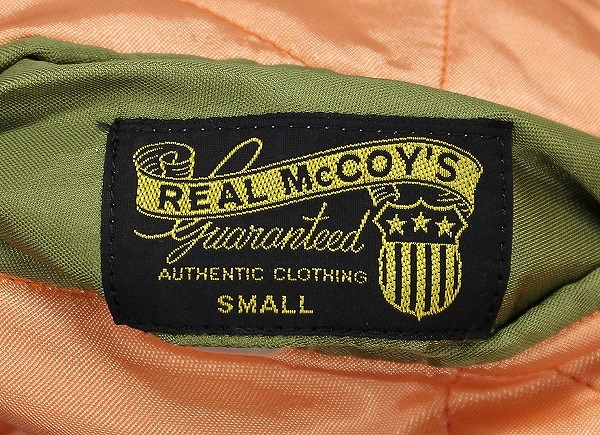 REAL McCOY'S
Guaranteed
AUTHENTIC CLOTHING
SMALL